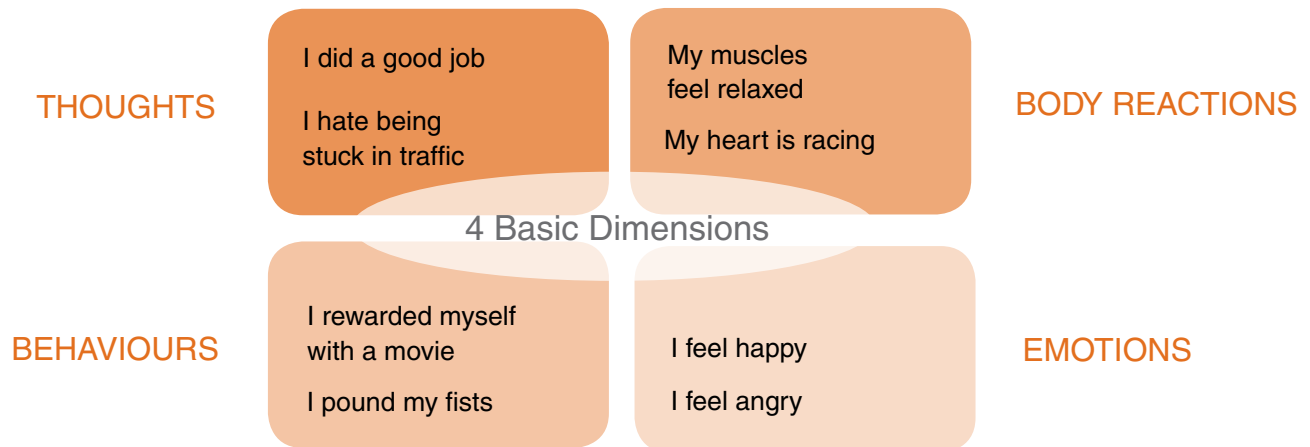 THOUGHTS
I did a good job
I hate being
stuck in traffic
My muscles
feel relaxed
My heart is racing
BODY REACTIONS
4 Basic Dimensions
BEHAVIOURS
I rewarded myself
with a movie
I pound my fists
I feel happy
I feel angry
EMOTIONS